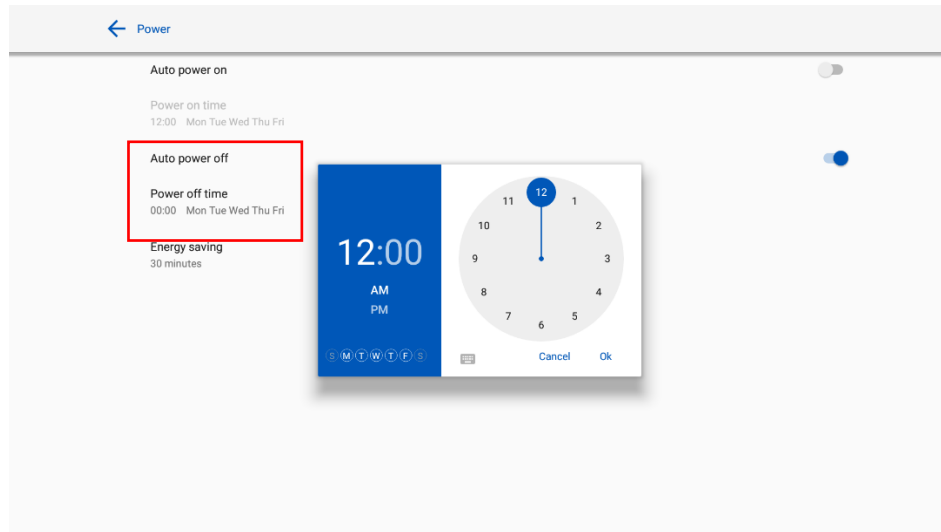 Power
Auto power on
Power on time
12:00 Mon Tue Wed Thu Fri
Auto power off
Power off time
00:00 Mon Tue Wed Thu Fri
Energy saving
30 minutes
12:00
AM
PM
S M T W T F S
12
1
2
3
4
5
6
7
8
9
10
11
Cancel Ok